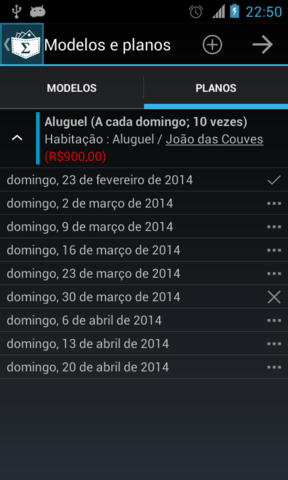 22:50
Σ
Modelos e planos
MODELOS
PLANOS
Aluguel (A cada domingo; 10 vezes)
Habitação : Aluguel / João das Couves
(R$900,00)
domingo, 23 de fevereiro de 2014
domingo, 2 de março de 2014
domingo, 9 de março de 2014
domingo, 16 de março de 2014
domingo, 23 de março de 2014
domingo, 30 de março de 2014
domingo, 6 de abril de 2014
domingo, 13 de abril de 2014
domingo, 20 de abril de 2014